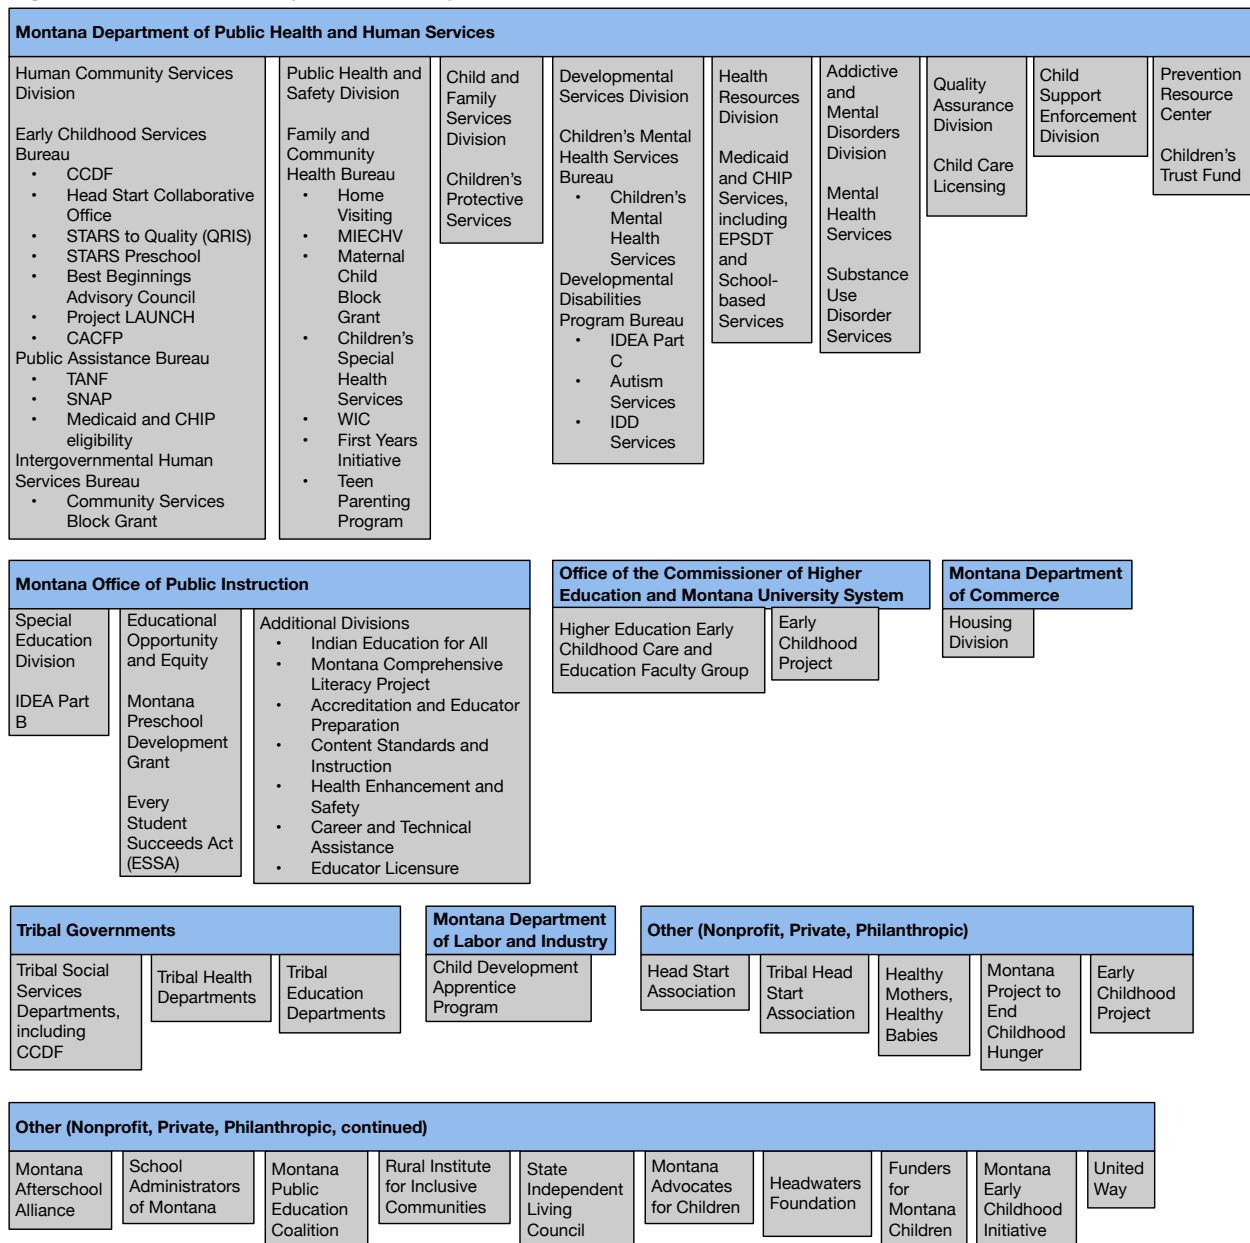 Montana Department of Public Health and Human Services
Human Community Services
Division
Early Childhood Services
Bureau
• CCDF
• Head Start Collaborative
Office
• STARS to Quality (QRIS)
• STARS Preschool
• Best Beginnings
Advisory Council
• Project LAUNCH
• CACFP
Public Assistance Bureau
• TANF
• SNAP
• Medicaid and CHIP
eligibility
Intergovernmental Human
Services Bureau
• Community Services
Block Grant
Public Health and
Safety Division
Family and
Community
Health Bureau
• Home
Visiting
• MIECHV
• Maternal
Child
Block
Grant
• Children's
Special
Health
Services
• WIC
• First Years
Initiative
• Teen
Parenting
Program
Child and
Family
Services
Division
Children's
Protective
Services
Developmental
Services Division
Children's Mental
Health Services
Bureau
• Children's
Mental
Health
Services
Developmental
Disabilities
Program Bureau
• IDEA Part
C
• Autism
Services
• IDD
Services
Health
Resources
Division
Medicaid
and CHIP
Services,
including
EPSDT
and
School-
based
Services
Addictive
and
Mental
Disorders
Division
Mental
Health
Services
Substance
Use
Disorder
Services
Quality
Assurance
Division
Child Care
Licensing
Child
Support
Enforcement
Division
Prevention
Resource
Center
Children's
Trust Fund
Montana Office of Public Instruction
Special
Education
Division
IDEA Part
B
Educational
Opportunity
and Equity
Montana
Preschool
Development
Grant
Every
Student
Succeeds Act
(ESSA)
Additional Divisions
• Indian Education for All
• Montana Comprehensive
Literacy Project
• Accreditation and Educator
Preparation
• Content Standards and
Instruction
• Health Enhancement and
Safety
• Career and Technical
Assistance
• Educator Licensure
Office of the Commissioner of Higher
Education and Montana University System
Higher Education Early
Childhood Care and
Education Faculty Group
Early
Childhood
Project
Montana Department
of Commerce
Housing
Division
Tribal Governments
Tribal Social
Services
Departments,
including
CCDF
Tribal Health
Departments
Tribal
Education
Departments
Montana Department
of Labor and Industry
Child Development
Apprentice
Program
Other (Nonprofit, Private, Philanthropic)
Head Start
Association
Tribal Head
Start
Association
Healthy
Mothers,
Healthy
Babies
Montana
Project to
End
Childhood
Hunger
Early
Childhood
Project
Other (Nonprofit, Private, Philanthropic, continued)
Montana
Afterschool
Alliance
School
Administrators
of Montana
Montana
Public
Education
Coalition
Rural Institute
for Inclusive
Communities
State
Independent
Living
Council
Montana
Advocates
for Children
Headwaters
Foundation
Funders
for
Montana
Children
Montana
Early
Childhood
Initiative
United
Way